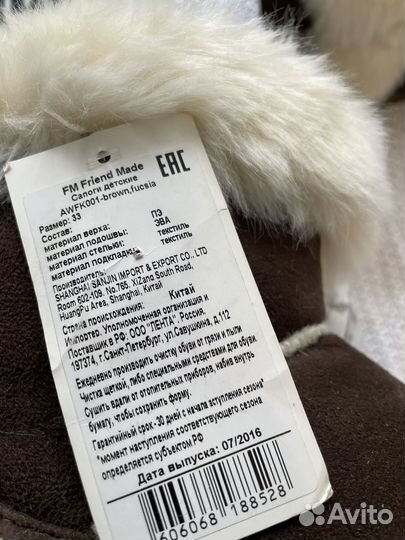 FM Friend Made
Сапоги детские
AWFK001-brown,fucsia
Размер: 33
Состав:
материал верха: ПЭ
материал подошвы: ЭВА
материал стельки: текстиль
материал подкладки: текстиль
Производитель:
SHANGHAI SANJIN IMPORT & EXPORT CO., LTD
Room 602-109, No.765, XiZang South Road,
HuangPu Area, Shanghai, Китай
Страна происхождения: Китай
Импортер, Уполномоченная организация и
Поставщик в РФ: ООО "ЛЕНТА", Россия,
197374, г.Санкт-Петербург, ул.Савушкина, д.112
Ежедневно производить очистку обуви от грязи и пыли
Чистка щеткой, либо специальными средствами для обуви.
Сушить вдали от отопительных приборов, набив внутрь
бумагу, чтобы сохранить форму.
Гарантийный срок - 30 дней с начала вступления сезона*
*момент наступления соответствующего сезона
определяется субъектом РФ
Дата выпуска: 07/2016
606068 188528
EAC
Avito